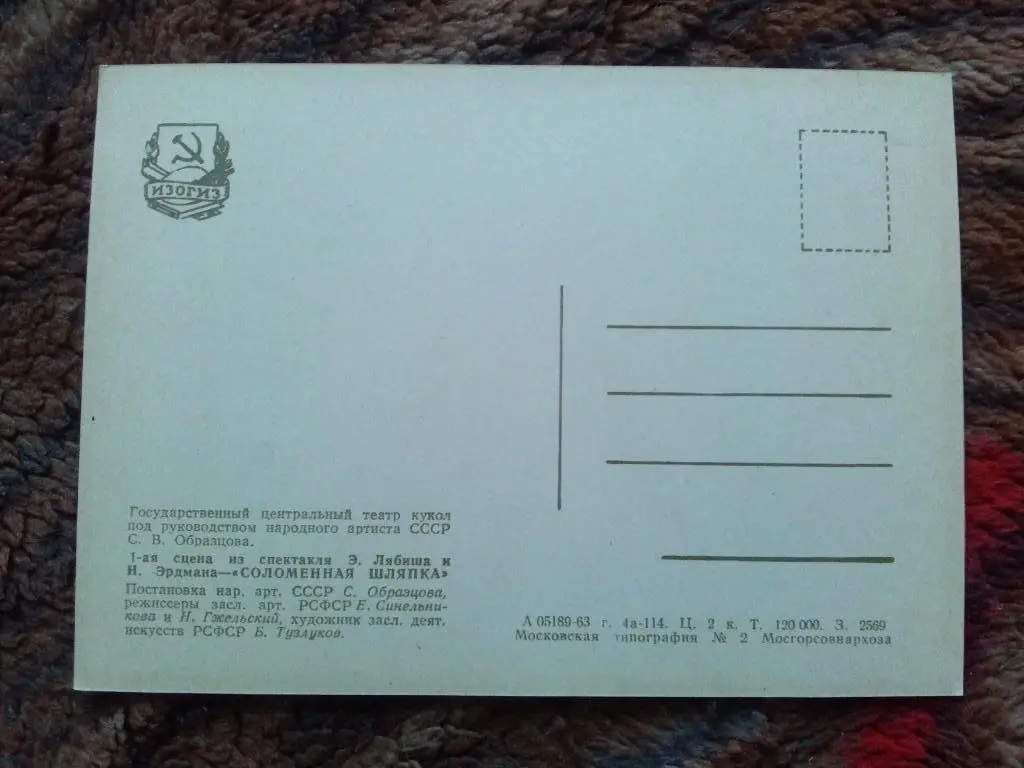 ИЗОГИЗ
Государственный центральный театр кукол
под руководством народного артиста СССР
С. В. Образцова.
1-ая сцена из спектакля Э. Лябиша и
Н. Эрдмана—«СОЛОМЕННАЯ ШЛЯПКА»
Постановка нар. арт. СССР С. Образцова,
режиссеры засл. арт. РСФСР Е. Синельни-
кова и Н. Гжельский, художник засл. деят.
искусств РСФСР Б. Тузлуков.
А 05189-63 г. 4а-114. Ц. 2 к. Т. 120 000. З. 2569
Московская типография № 2 Мосгорсовнархоза